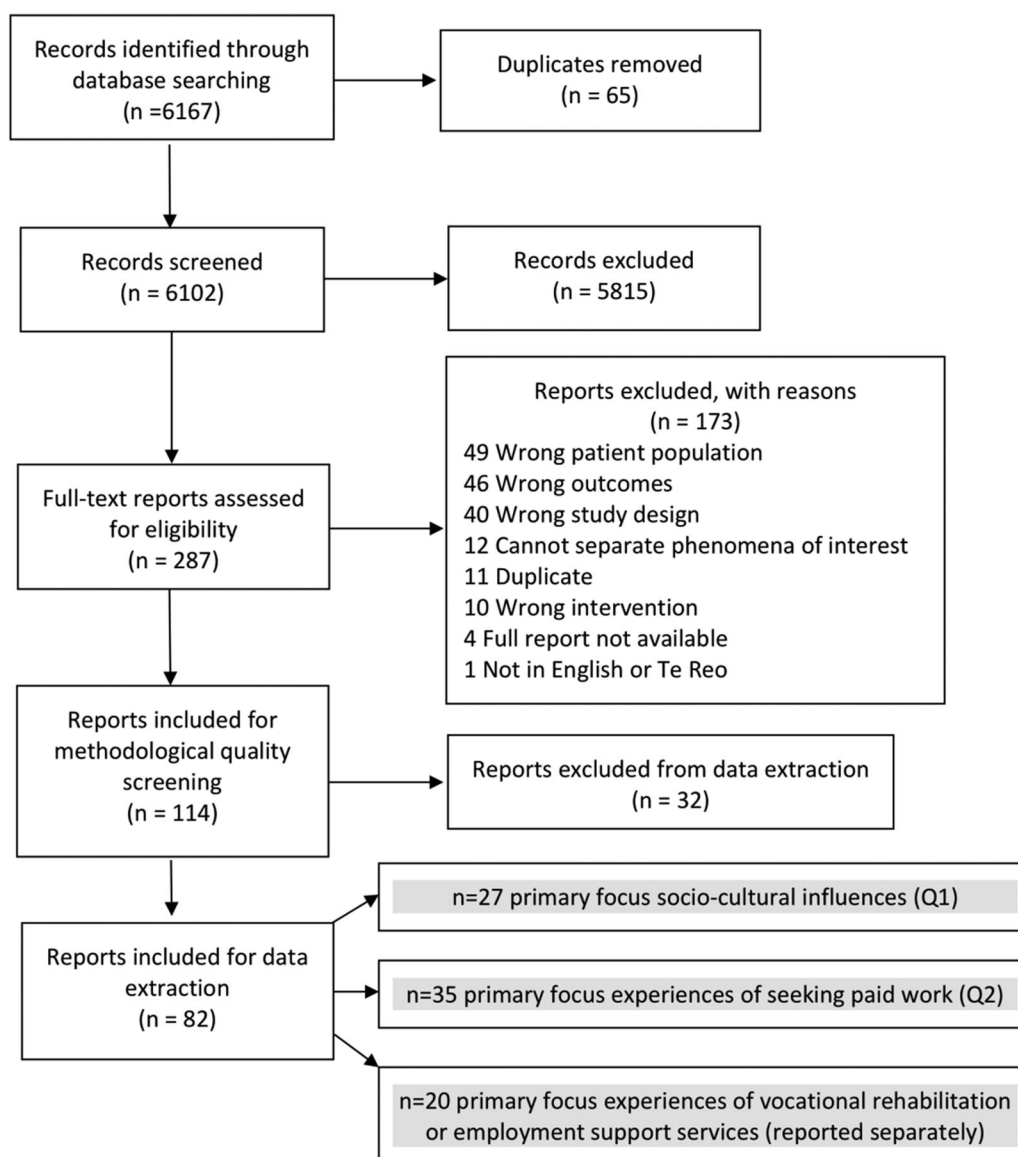 Records identified through
database searching
(n =6167)
Duplicates removed
(n = 65)
Records screened
(n = 6102)
Records excluded
(n = 5815)
Full-text reports assessed
for eligibility
(n = 287)
Reports excluded, with reasons
(n = 173)
49 Wrong patient population
46 Wrong outcomes
40 Wrong study design
12 Cannot separate phenomena of interest
11 Duplicate
10 Wrong intervention
4 Full report not available
1 Not in English or Te Reo
Reports included for
methodological quality
screening
(n = 114)
Reports excluded from data extraction
(n = 32)
Reports included for data
extraction
(n = 82)
n=27 primary focus socio-cultural influences (Q1)
n=35 primary focus experiences of seeking paid work (Q2)
n=20 primary focus experiences of vocational rehabilitation
or employment support services (reported separately)